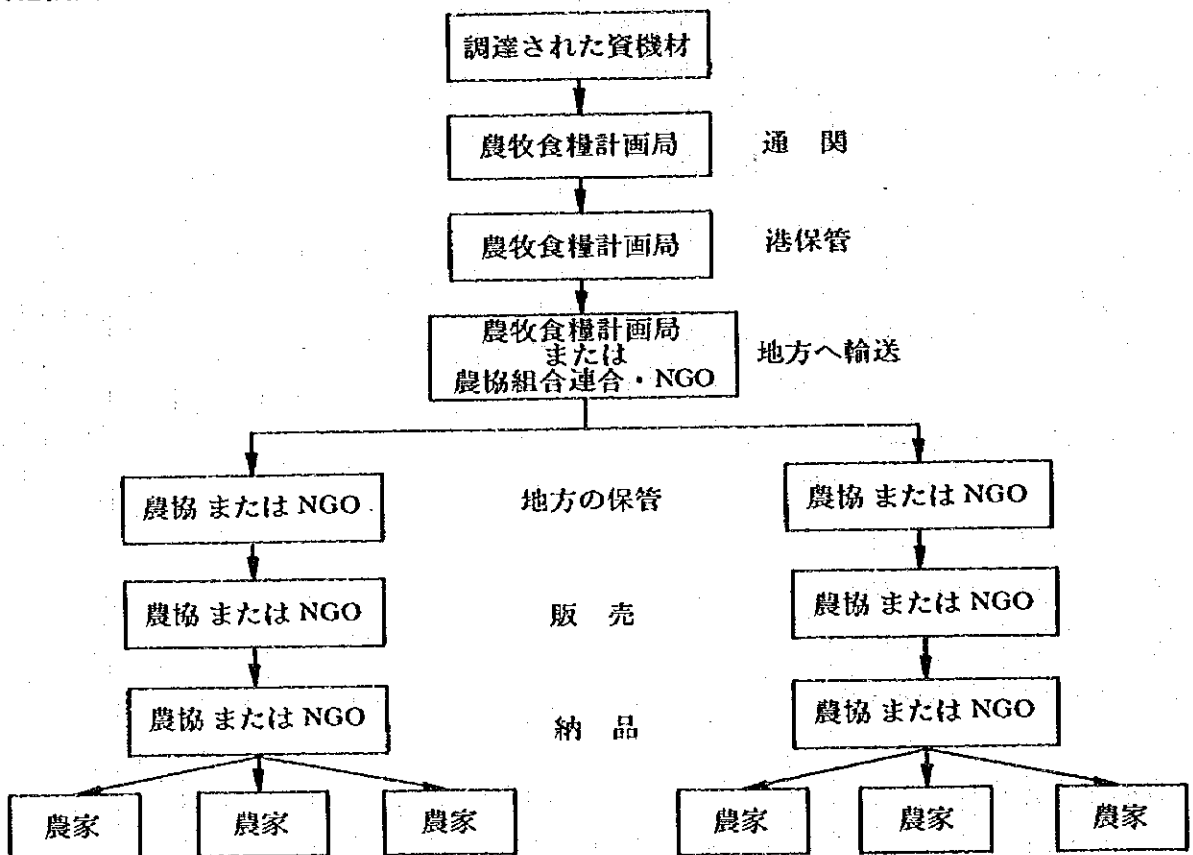 調達された資機材
農牧食糧計画局
通 関
農牧食糧計画局
港保管
農牧食糧計画局
または
農協組合連合・NGO
地方へ輸送
農協 または NGO
地方の保管
農協 または NGO
農協 または NGO
販 売
農協 または NGO
農協 または NGO
納 品
農協 または NGO
農家
農家
農家
農家
農家
農家